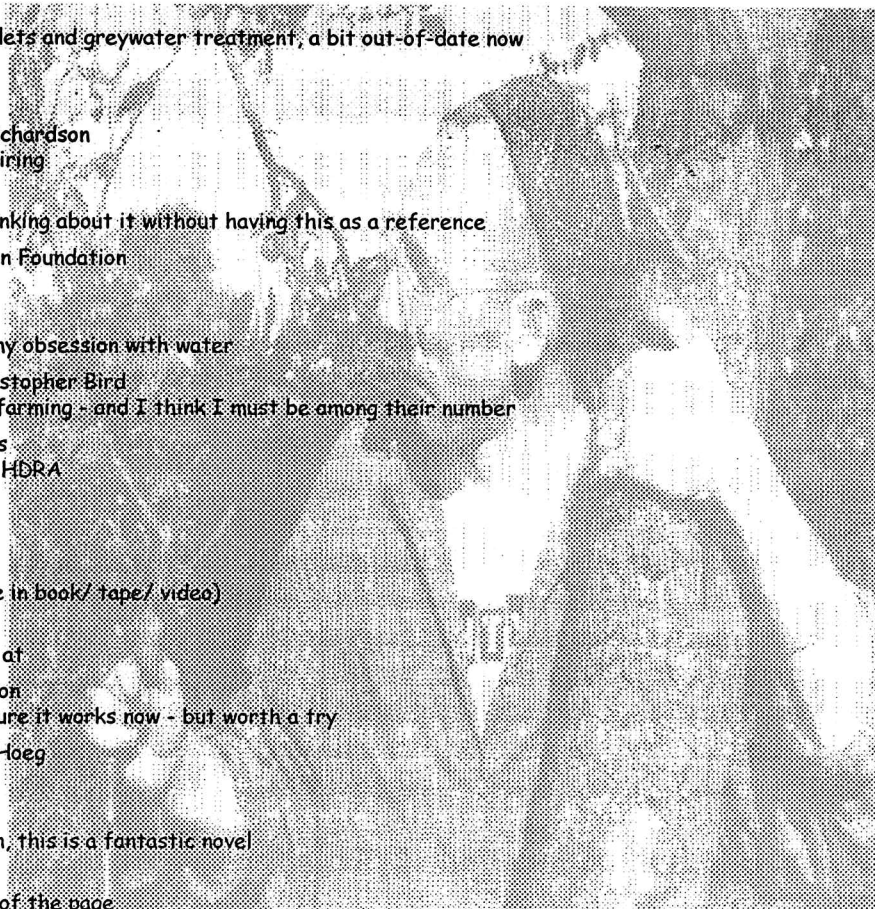 lets and greywater treatment, a bit out-of-date now
chardson
iring
nking about it without having this as a reference
n Foundation
ny obsession with water
stopher Bird
farming - and I think I must be among their number
s
HDRA
e in book/ tape/ video)
at
on
ure it works now - but worth a try
Hoeg
n, this is a fantastic novel
of the page